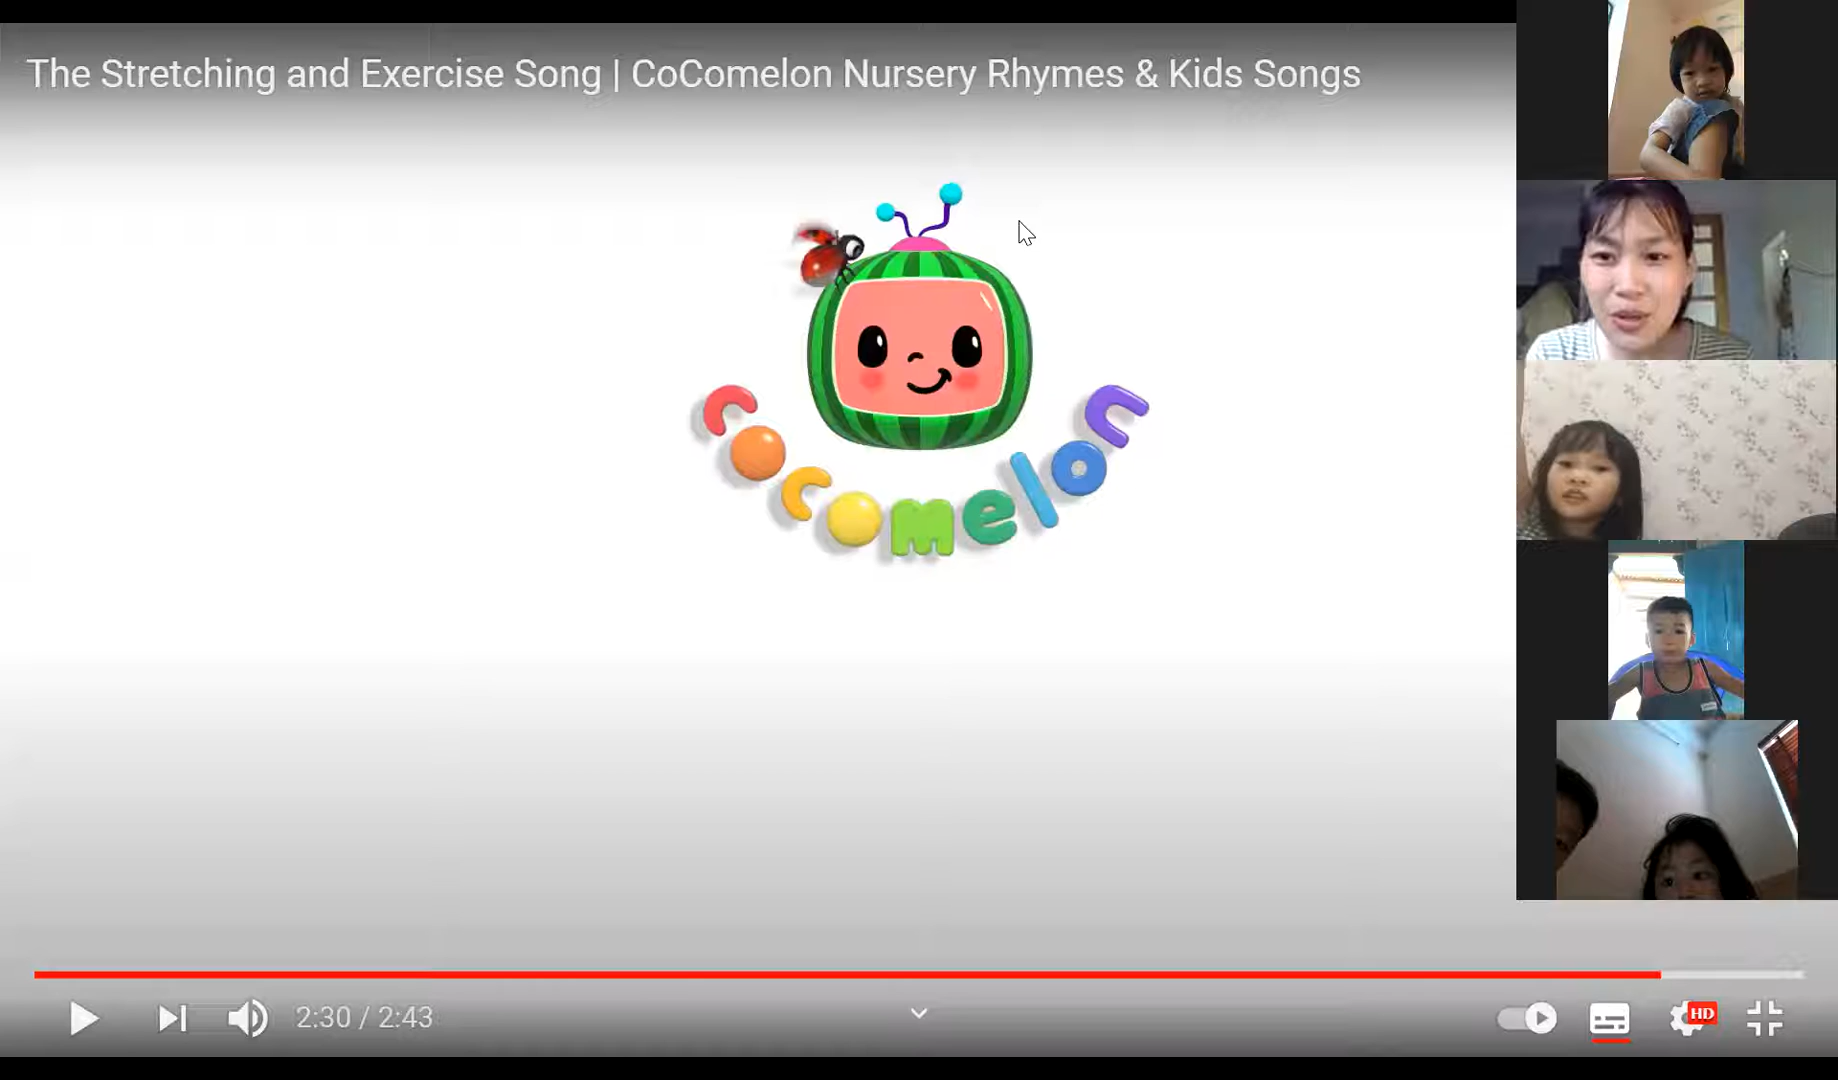 The Stretching and Exercise Song | CoComelon Nursery Rhymes & Kids Songs
cocomelon
2:30 / 2:43
HD